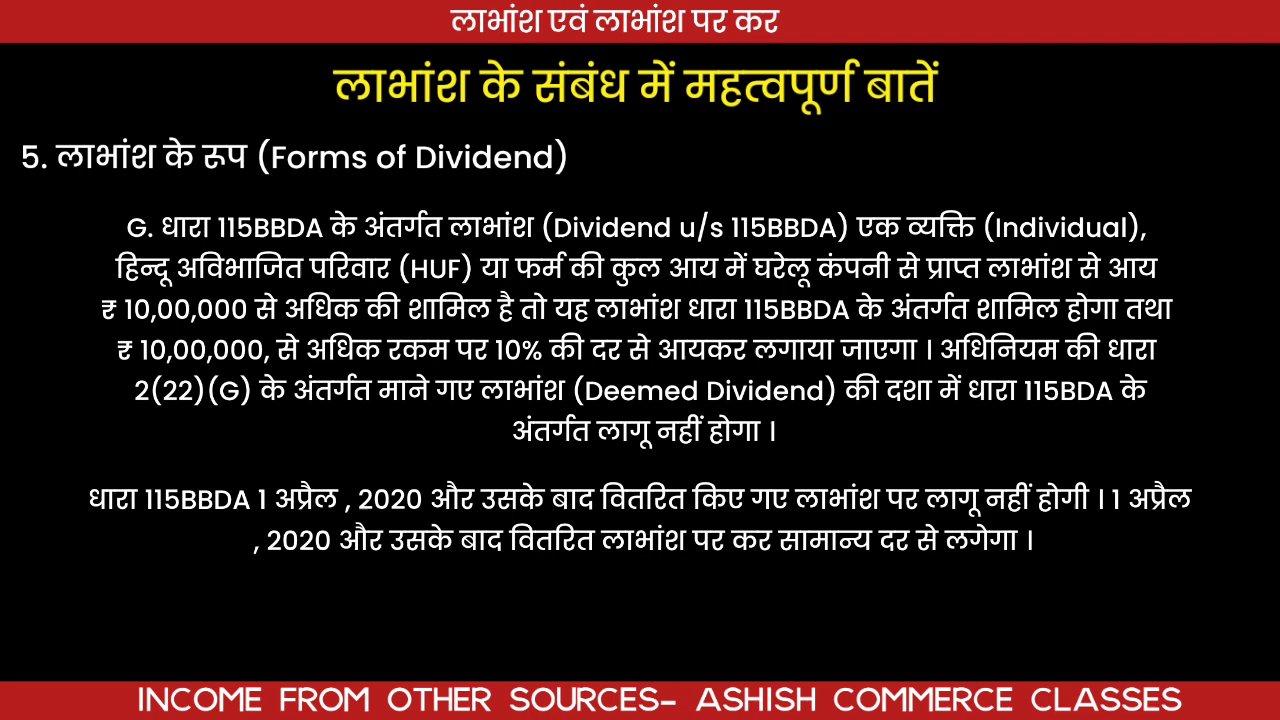 लाभांश एवं लाभांश पर कर
लाभांश के संबंध में महत्वपूर्ण बातें
5. लाभांश के रूप (Forms of Dividend)
G. धारा 115BBDA के अंतर्गत लाभांश (Dividend u/s 115BBDA) एक व्यक्ति (Individual),
हिन्दू अविभाजित परिवार (HUF) या फर्म की कुल आय में घरेलू कंपनी से प्राप्त लाभांश से आय
₹ 10,00,000 से अधिक की शामिल है तो यह लाभांश धारा 115BBDA के अंतर्गत शामिल होगा तथा
₹ 10,00,000, से अधिक रकम पर 10% की दर से आयकर लगाया जाएगा । अधिनियम की धारा
2(22)(G) के अंतर्गत माने गए लाभांश (Deemed Dividend) की दशा में धारा 115BDA के
अंतर्गत लागू नहीं होगा ।
धारा 115BBDA 1 अप्रैल , 2020 और उसके बाद वितरित किए गए लाभांश पर लागू नहीं होगी । 1 अप्रैल
, 2020 और उसके बाद वितरित लाभांश पर कर सामान्य दर से लगेगा ।
INCOME FROM OTHER SOURCES- ASHISH COMMERCE CLASSES